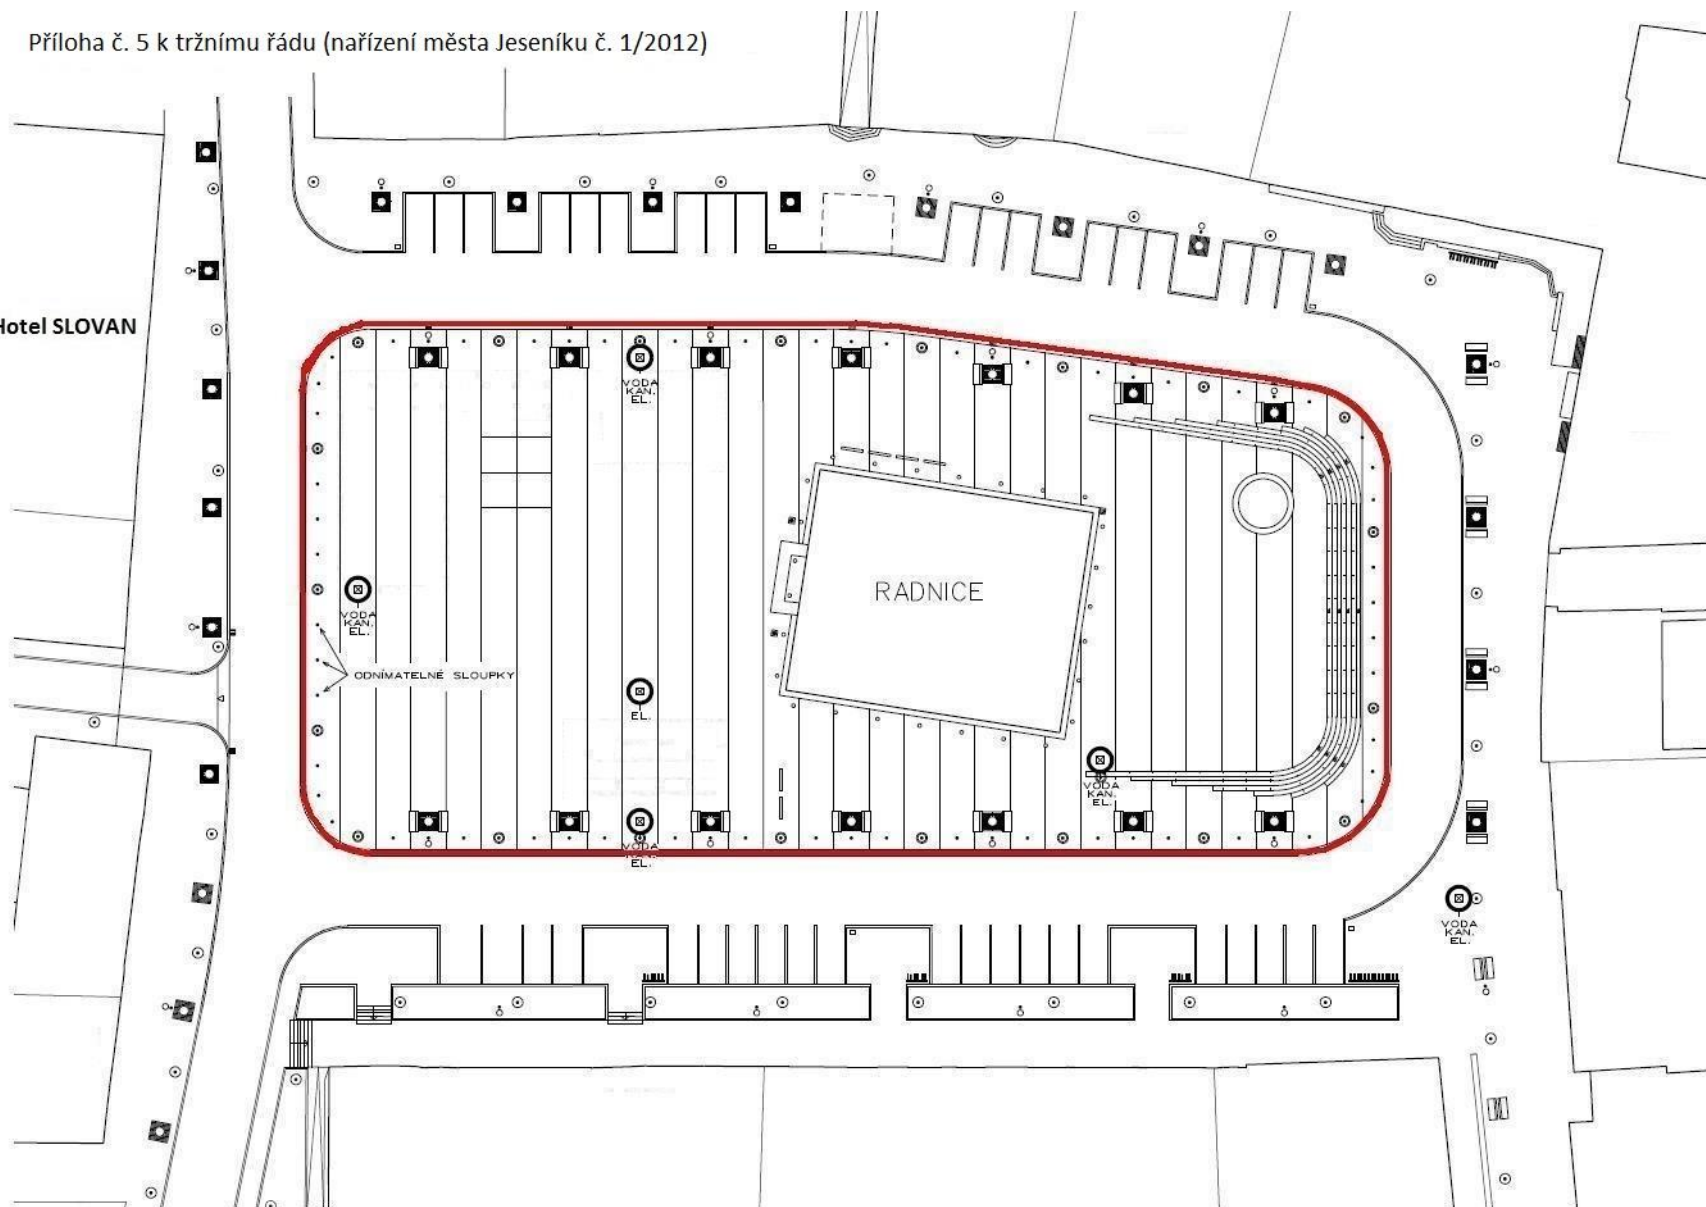 Příloha č. 5 k tržnímu řádu (nařízení města Jeseníku č. 1/2012)
Hotel SLOVAN
VODA
KAN.
EL.
RADNICE
VODA
KAN.
EL.
ODNÍMATELNÉ SLOUPKY
EL.
VODA
KAN.
EL.
VODA
KAN.
EL.
VODA
KAN.
EL.